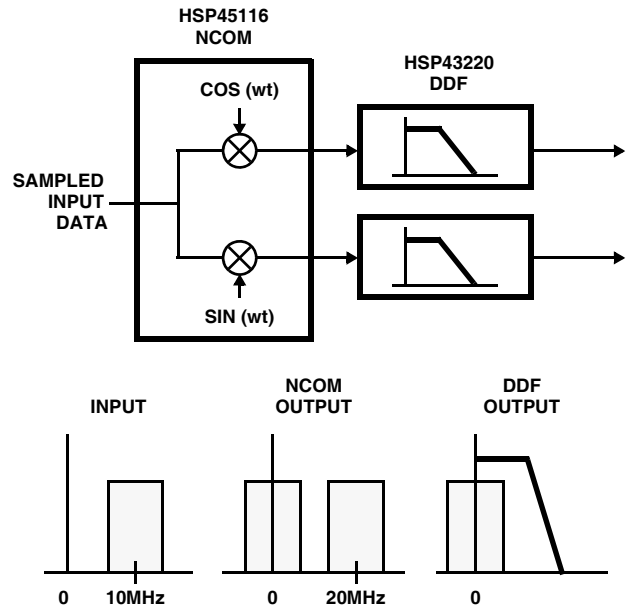 HSP45116
NCOM
HSP43220
DDF
COS (wt)
SAMPLED
INPUT
DATA
SIN (wt)
INPUT
NCOM
OUTPUT
DDF
OUTPUT
0
10MHz
0
20MHz
0